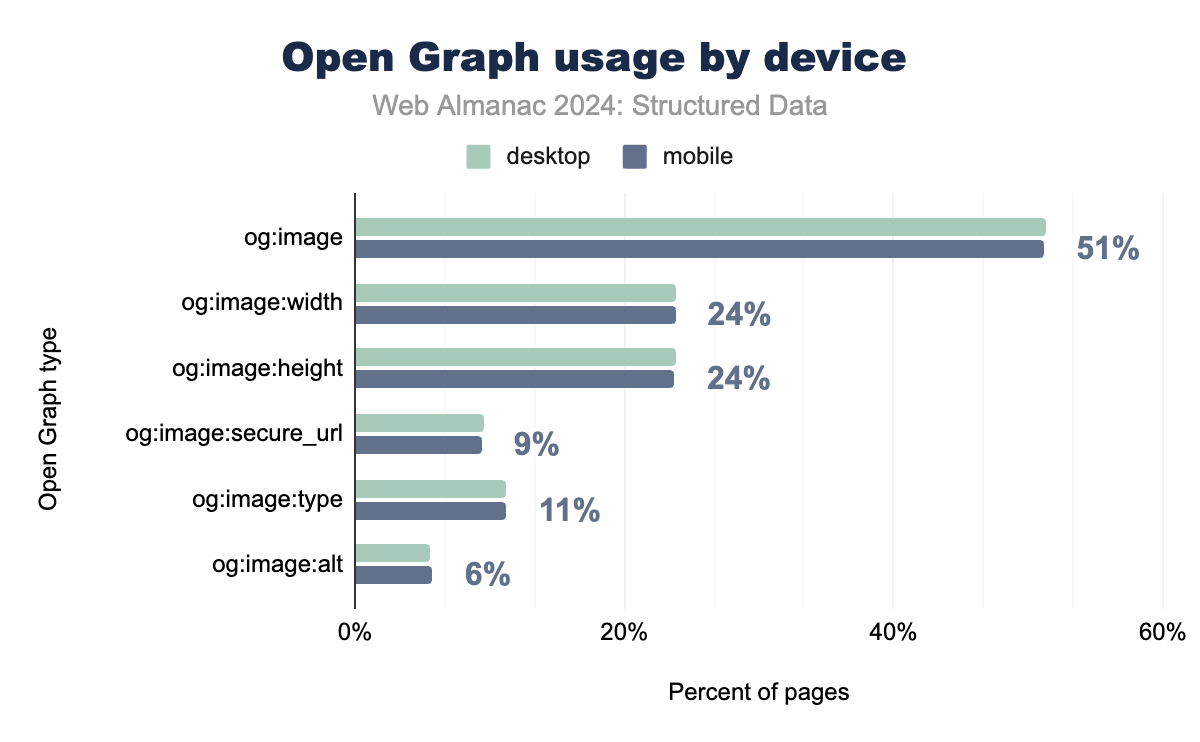 Open Graph usage by device
Web Almanac 2024: Structured Data
desktop
mobile
Open Graph type
og:image
51%
og:image:width
24%
og:image:height
24%
og:image:secure_url
9%
og:image:type
11%
og:image:alt
6%
0%
20%
40%
60%
Percent of pages